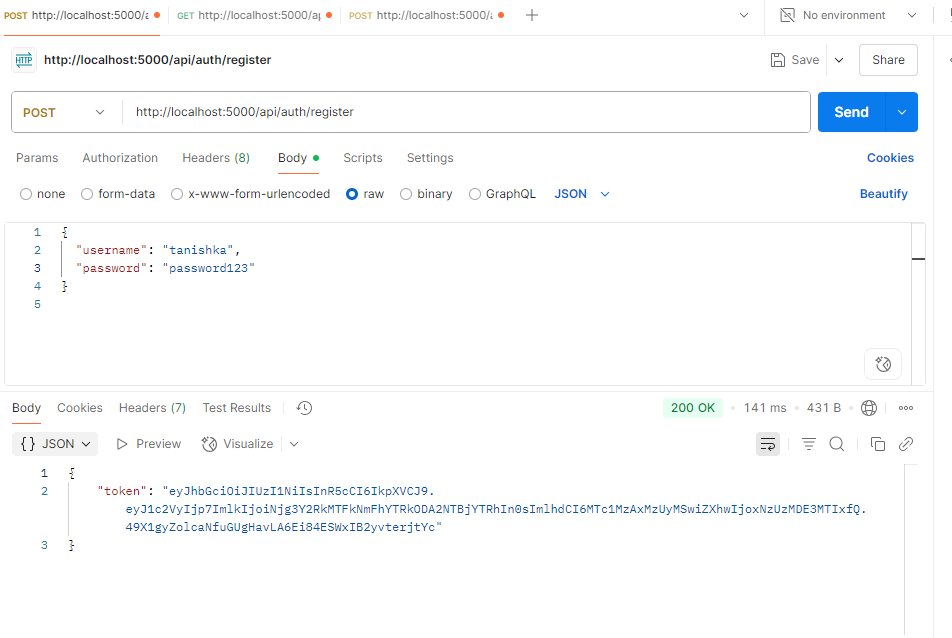 POST http://localhost:5000/a
GET http://localhost:5000/a
POST http://localhost:5000/a
No environment
HTTP http://localhost:5000/api/auth/register
Save
Share
POST
http://localhost:5000/api/auth/register
Send
Params
Authorization
Headers (8)
Body
Scripts
Settings
Cookies
none
form-data
x-www-form-urlencoded
raw
binary
GraphQL
JSON
Beautify
1 {
2 "username": "tanishka",
3 "password": "password123"
4 }
5
Body
Cookies
Headers (7)
Test Results
200 OK
141 ms
431 B
{} JSON
Preview
Visualize
1 {
2 "token": "eyJhbGciOiJIUzI1NiIsInR5cCI6IkpXVCJ9.
eyJ1c2VyIjp7ImlkIjoiNjg3Y2RkMTFkNmFhYTRkODA2NTBjYTRhIn0sImlhdCI6MTc1MzAxMzUyMSwiZXhwIjoxNzUzMDE3MTIxfQ.
49X1gyZolcaNfuGUgHavLA6Ei84ESWxIB2yvterjtYc"
3 }